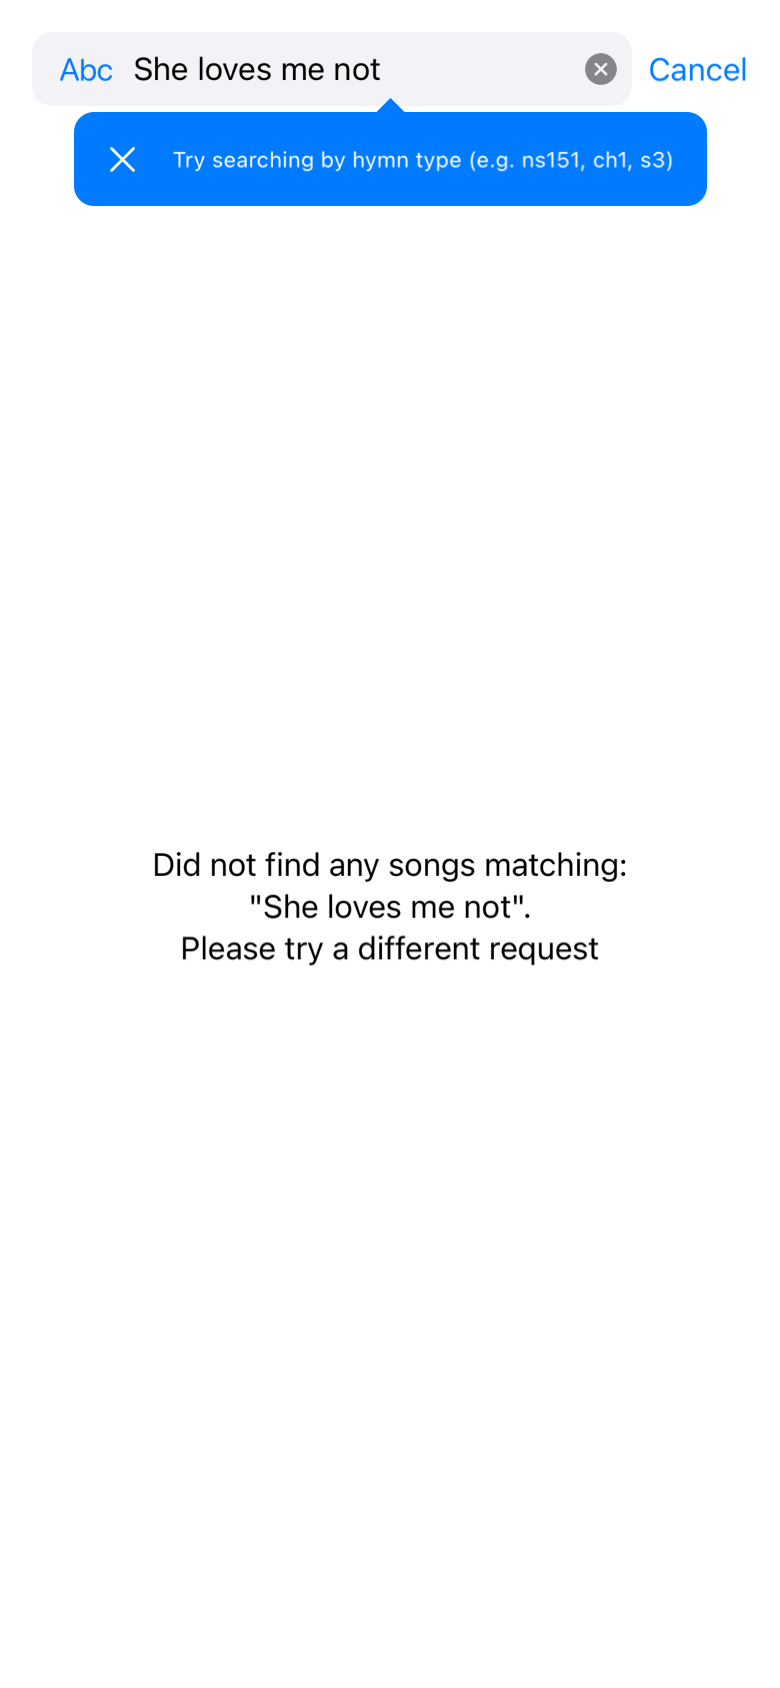 Abc She loves me not Cancel
Try searching by hymn type (e.g. ns151, ch1, s3)
Did not find any songs matching:
"She loves me not".
Please try a different request